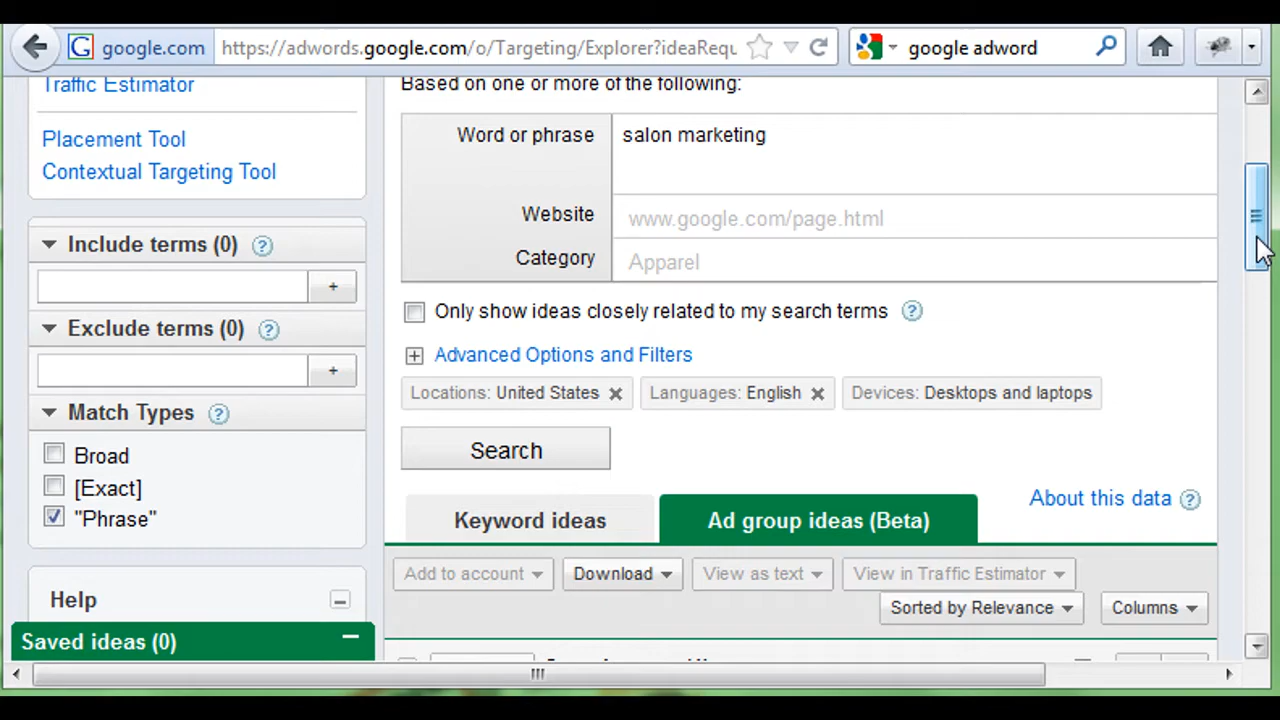 google.com
https://adwords.google.com/o/Targeting/Explorer?ideaRequ
google adword
Traffic Estimator
Placement Tool
Contextual Targeting Tool
Include terms (0)
+
Exclude terms (0)
+
Match Types
Broad
[Exact]
"Phrase"
Help
Saved ideas (0)
Based on one or more of the following:
Word or phrase
salon marketing
Website
www.google.com/page.html
Category
Apparel
Only show ideas closely related to my search terms
Advanced Options and Filters
Locations: United States
Languages: English
Devices: Desktops and laptops
Search
About this data
Keyword ideas
Ad group ideas (Beta)
Add to account
Download
View as text
View in Traffic Estimator
Sorted by Relevance
Columns